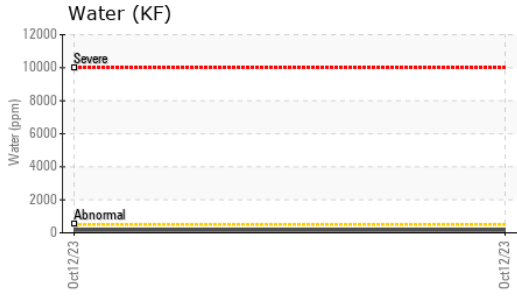 Water (KF)
12000
Severe
10000
8000
6000
4000
2000
Abnormal
0
Water (ppm)
Oct12/23
Oct12/23